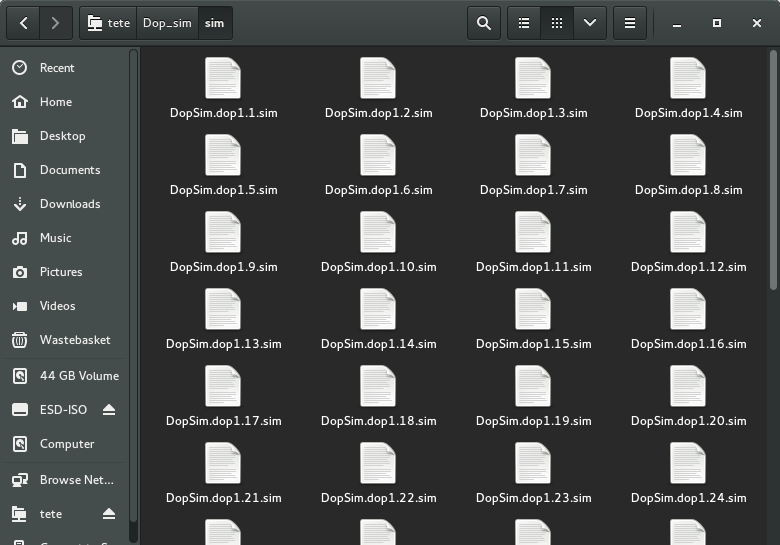 tete Dop_sim sim
Recent
Home
Desktop
Documents
Downloads
Music
Pictures
Videos
Wastebasket
44 GB Volume
ESD-ISO
Computer
Browse Net...
tete
DopSim.dop1.1.sim DopSim.dop1.2.sim DopSim.dop1.3.sim DopSim.dop1.4.sim
DopSim.dop1.5.sim DopSim.dop1.6.sim DopSim.dop1.7.sim DopSim.dop1.8.sim
DopSim.dop1.9.sim DopSim.dop1.10.sim DopSim.dop1.11.sim DopSim.dop1.12.sim
DopSim.dop1.13.sim DopSim.dop1.14.sim DopSim.dop1.15.sim DopSim.dop1.16.sim
DopSim.dop1.17.sim DopSim.dop1.18.sim DopSim.dop1.19.sim DopSim.dop1.20.sim
DopSim.dop1.21.sim DopSim.dop1.22.sim DopSim.dop1.23.sim DopSim.dop1.24.sim